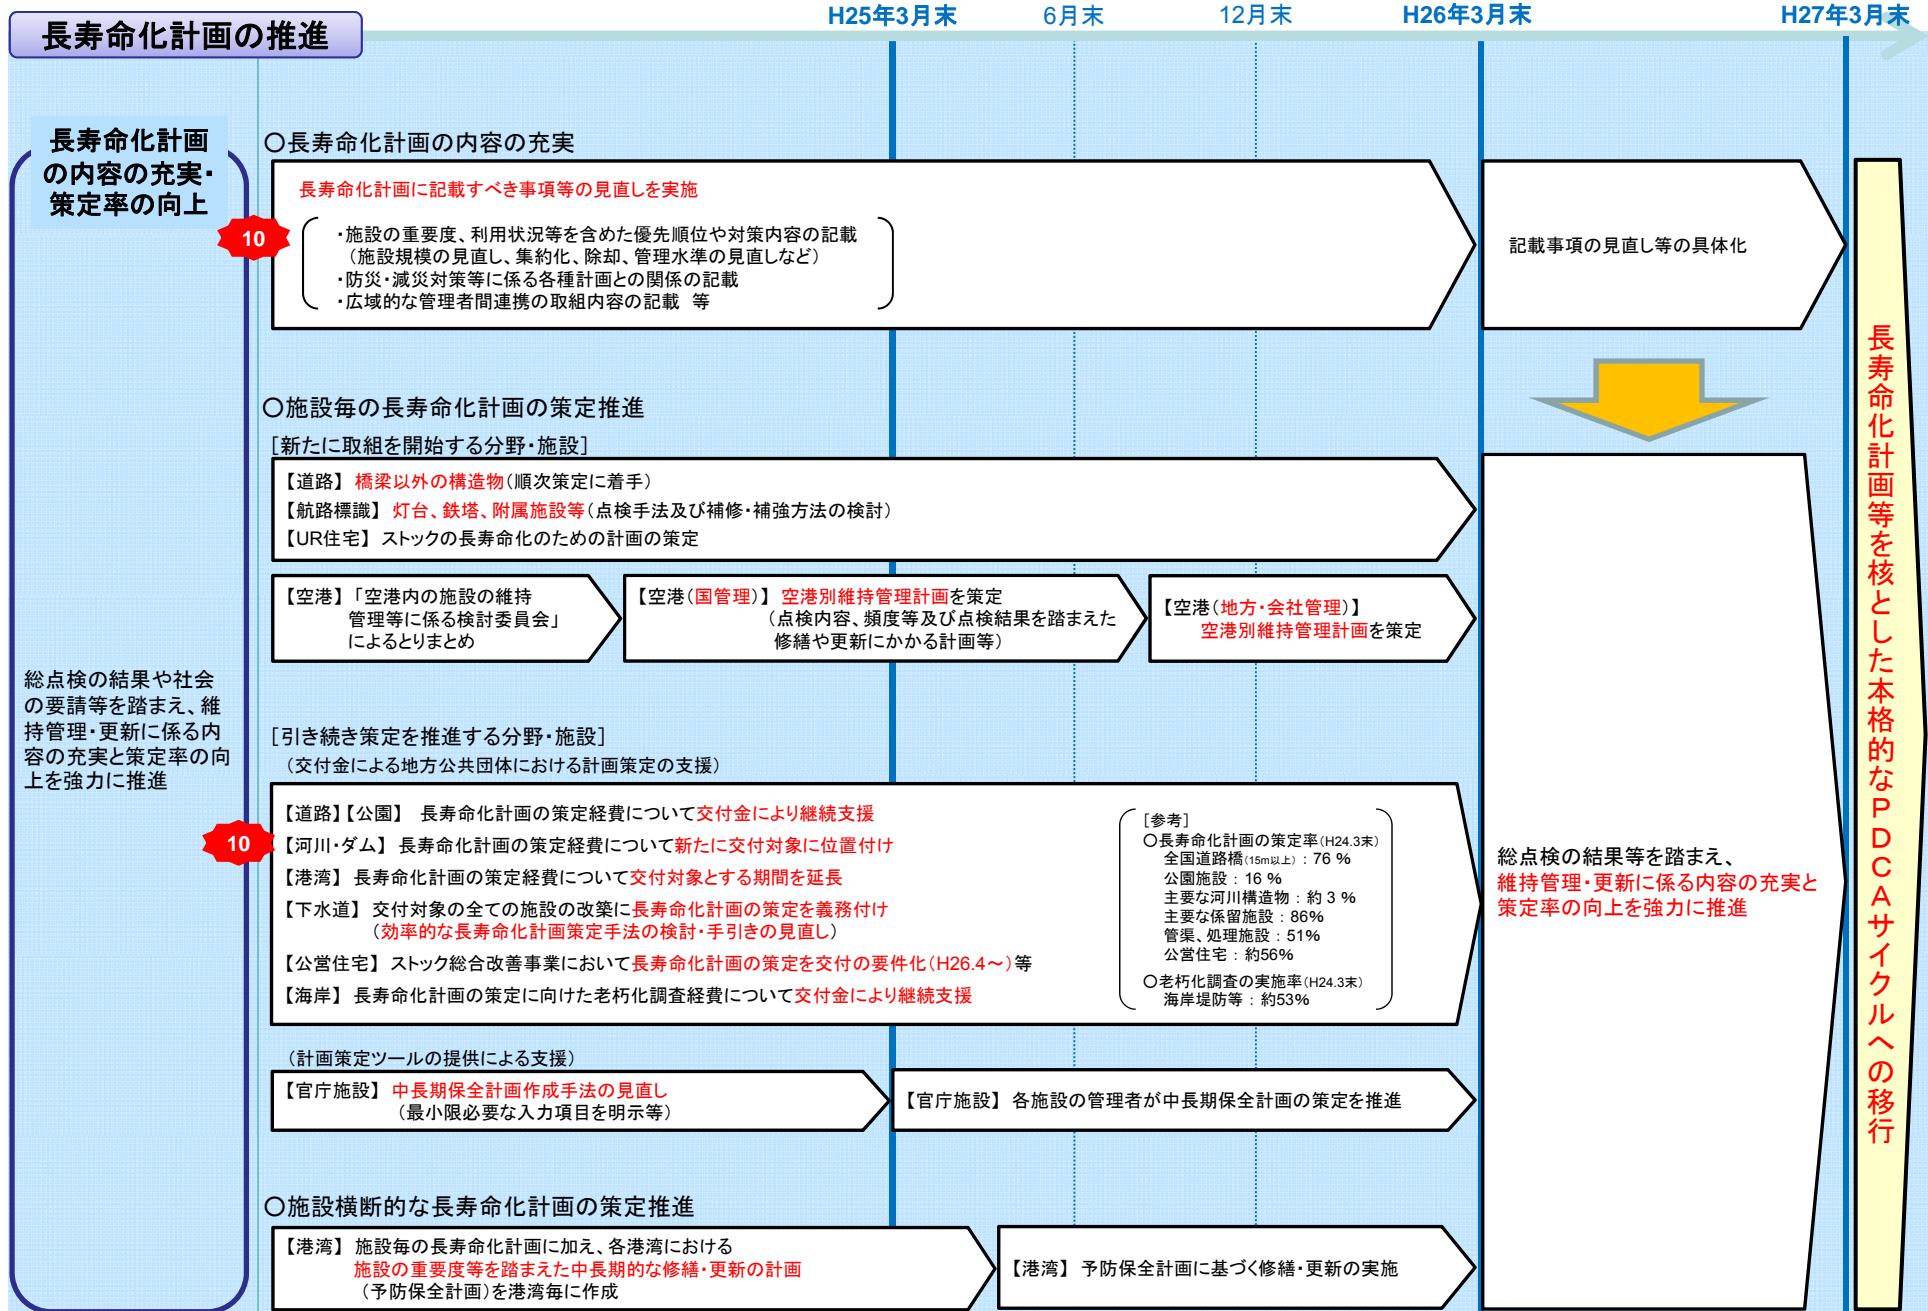 長寿命化計画の推進
H25年3月末
6月末
12月末
H26年3月末
H27年3月末
長寿命化計画
の内容の充実・
策定率の向上
総点検の結果や社会
の要請等を踏まえ、維
持管理・更新に係る内
容の充実と策定率の向
上を強力に推進
○長寿命化計画の内容の充実
10
長寿命化計画に記載すべき事項等の見直しを実施
・施設の重要度、利用状況等を含めた優先順位や対策内容の記載
（施設規模の見直し、集約化、除却、管理水準の見直しなど）
・防災・減災対策等に係る各種計画との関係の記載
・広域的な管理者間連携の取組内容の記載 等
記載事項の見直し等の具体化
○施設毎の長寿命化計画の策定推進
［新たに取組を開始する分野・施設］
【道路】 橋梁以外の構造物（順次策定に着手）
【航路標識】 灯台、鉄塔、附属施設等（点検手法及び補修・補強方法の検討）
【UR住宅】 ストックの長寿命化のための計画の策定
【空港】 「空港内の施設の維持
管理等に係る検討委員会」
によるとりまとめ
【空港（国管理）】 空港別維持管理計画を策定
（点検内容、頻度等及び点検結果を踏まえた
修繕や更新にかかる計画等）
【空港（地方・会社管理）】
空港別維持管理計画を策定
［引き続き策定を推進する分野・施設］
（交付金による地方公共団体における計画策定の支援）
10
【道路】【公園】 長寿命化計画の策定経費について交付金により継続支援
【河川・ダム】 長寿命化計画の策定経費について新たに交付対象に位置付け
【港湾】 長寿命化計画の策定経費について交付対象とする期間を延長
【下水道】 交付対象の全ての施設の改築に長寿命化計画の策定を義務付け
（効率的な長寿命化計画策定手法の検討・手引きの見直し）
【公営住宅】 ストック総合改善事業において長寿命化計画の策定を交付の要件化（H26.4～）等
【海岸】 長寿命化計画の策定に向けた老朽化調査経費について交付金により継続支援
［参考］
○長寿命化計画の策定率（H24.3末）
全国道路橋（15m以上）：76 %
公園施設：16 %
主要な河川構造物：約 3 %
主要な係留施設：86%
管渠、処理施設：51%
公営住宅：約56%
○老朽化調査の実施率（H24.3末）
海岸堤防等：約53%
総点検の結果等を踏まえ、
維持管理・更新に係る内容の充実と
策定率の向上を強力に推進
（計画策定ツールの提供による支援）
【官庁施設】 中長期保全計画作成手法の見直し
（最小限必要な入力項目を明示等）
【官庁施設】 各施設の管理者が中長期保全計画の策定を推進
○施設横断的な長寿命化計画の策定推進
【港湾】 施設毎の長寿命化計画に加え、各港湾における
施設の重要度等を踏まえた中長期的な修繕・更新の計画
（予防保全計画）を港湾毎に作成
【港湾】 予防保全計画に基づく修繕・更新の実施
長寿命化計画等を核とした本格的なＰＤＣＡサイクルへの移行